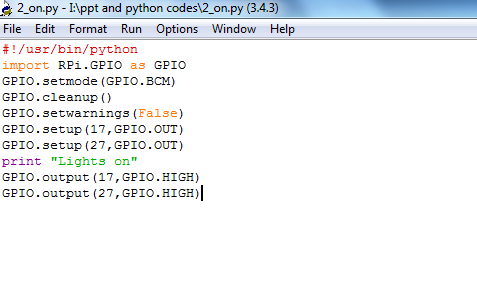 2_on.py - I:\ppt and python codes\2_on.py (3.4.3)
File Edit Format Run Options Window Help
#!/usr/bin/python
import RPi.GPIO as GPIO
GPIO.setmode(GPIO.BCM)
GPIO.cleanup()
GPIO.setwarnings(False)
GPIO.setup(17,GPIO.OUT)
GPIO.setup(27,GPIO.OUT)
print "Lights on"
GPIO.output(17,GPIO.HIGH)
GPIO.output(27,GPIO.HIGH)